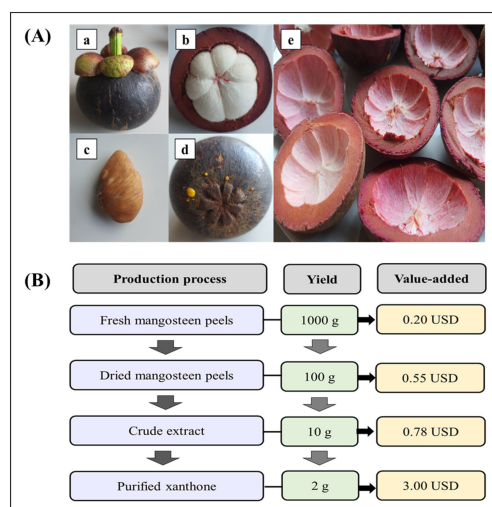 (A)
a
b
e
c
d
(B)
Production process Yield Value-added
Fresh mangosteen peels 1000 g 0.20 USD
Dried mangosteen peels 100 g 0.55 USD
Crude extract 10 g 0.78 USD
Purified xanthone 2 g 3.00 USD